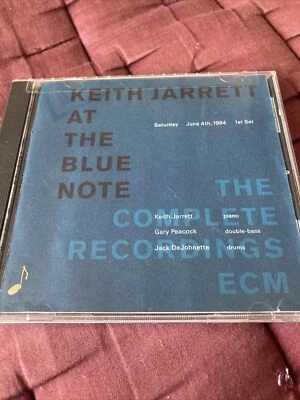 KEITH JARRETT
AT
Saturday June 4th, 1994 1st Set
THE
BLUE
NOTE
THE
Keith Jarrett piano
COMPLETE
Gary Peacock double-bass
RECORDINGS
Jack DeJohnette drums
ECM